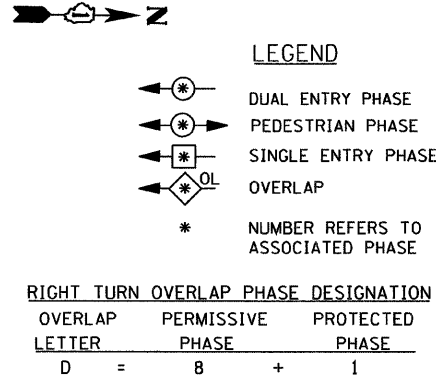 N
LEGEND
DUAL ENTRY PHASE
PEDESTRIAN PHASE
SINGLE ENTRY PHASE
OL
OVERLAP
* NUMBER REFERS TO
ASSOCIATED PHASE
RIGHT TURN OVERLAP PHASE DESIGNATION
OVERLAP PERMISSIVE PROTECTED
LETTER PHASE PHASE
D = 8 + 1